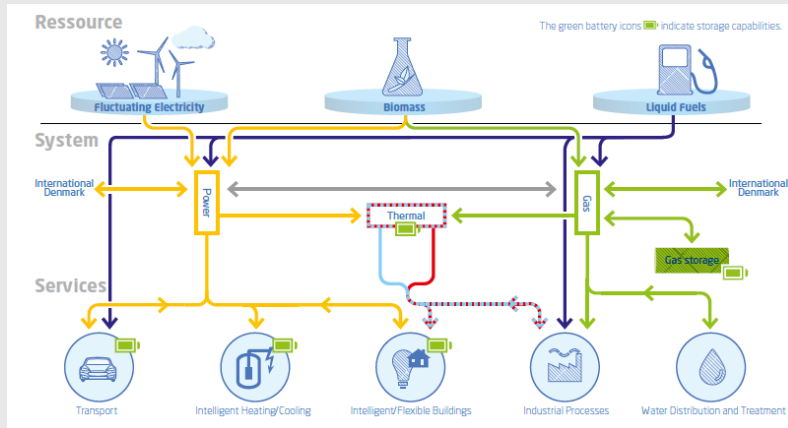 Ressource
The green battery icons indicate storage capabilities.
Fluctuating Electricity
Biomass
Liquid Fuels
System
International
Denmark
Power
Gas
International
Denmark
Thermal
Gas storage
Services
Transport
Intelligent Heating/Cooling
Intelligent/Flexible Buildings
Industrial Processes
Water Distribution and Treatment